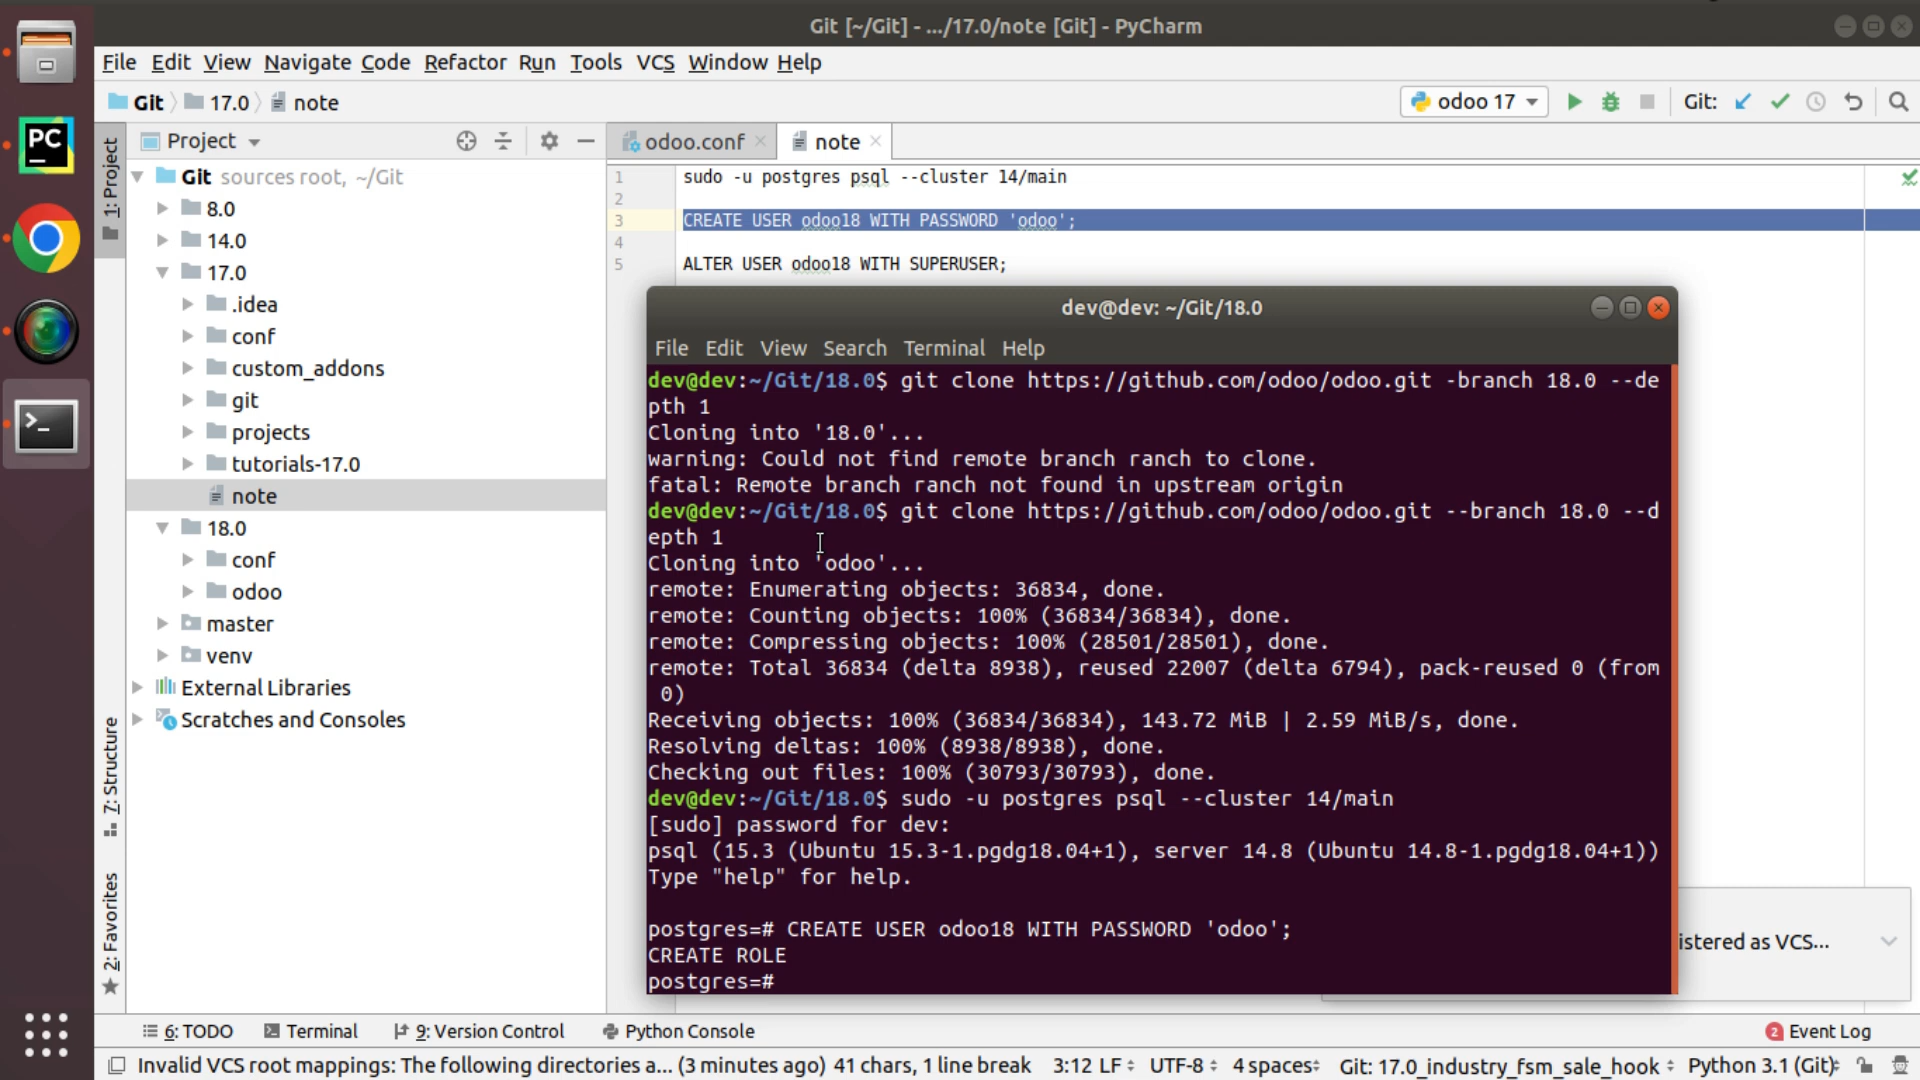 Git [~/Git] - .../17.0/note [Git] - PyCharm
File Edit View Navigate Code Refactor Run Tools VCS Window Help
Git 17.0 note
odoo 17
Git:
PC
1: Project
Project
odoo.conf
note
Git sources root, ~/Git
8.0
14.0
17.0
.idea
conf
custom_addons
git
projects
tutorials-17.0
note
18.0
conf
odoo
master
venv
External Libraries
Scratches and Consoles
7: Structure
2: Favorites
1 sudo -u postgres psql --cluster 14/main
2
3 CREATE USER odoo18 WITH PASSWORD 'odoo';
4
5 ALTER USER odoo18 WITH SUPERUSER;
dev@dev: ~/Git/18.0
File Edit View Search Terminal Help
dev@dev:~/Git/18.0$ git clone https://github.com/odoo/odoo.git -branch 18.0 --de
pth 1
Cloning into '18.0'...
warning: Could not find remote branch ranch to clone.
fatal: Remote branch ranch not found in upstream origin
dev@dev:~/Git/18.0$ git clone https://github.com/odoo/odoo.git --branch 18.0 --d
epth 1
Cloning into 'odoo'...
remote: Enumerating objects: 36834, done.
remote: Counting objects: 100% (36834/36834), done.
remote: Compressing objects: 100% (28501/28501), done.
remote: Total 36834 (delta 8938), reused 22007 (delta 6794), pack-reused 0 (from
 0)
Receiving objects: 100% (36834/36834), 143.72 MiB | 2.59 MiB/s, done.
Resolving deltas: 100% (8938/8938), done.
Checking out files: 100% (30793/30793), done.
dev@dev:~/Git/18.0$ sudo -u postgres psql --cluster 14/main
[sudo] password for dev:
psql (15.3 (Ubuntu 15.3-1.pgdg18.04+1), server 14.8 (Ubuntu 14.8-1.pgdg18.04+1))
Type "help" for help.
postgres=# CREATE USER odoo18 WITH PASSWORD 'odoo';
CREATE ROLE
postgres=#
istered as VCS...
6: TODO Terminal 9: Version Control Python Console
2 Event Log
Invalid VCS root mappings: The following directories a... (3 minutes ago) 41 chars, 1 line break 3:12 LF UTF-8 4 spaces Git: 17.0_industry_fsm_sale_hook Python 3.1 (Git)